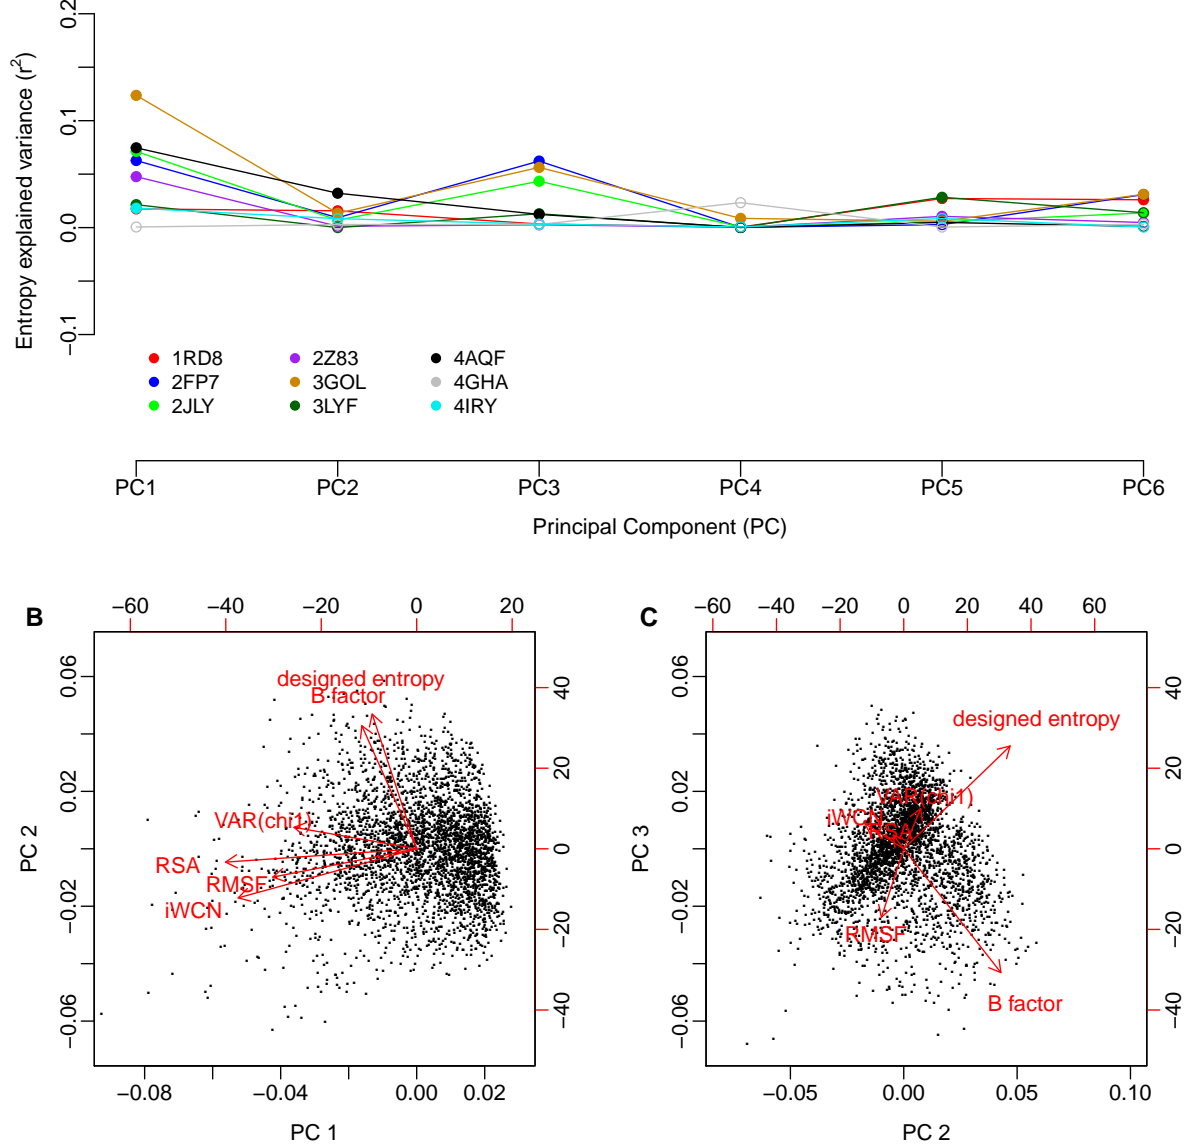 0.2
0.1
0.0
−0.1
Entropy explained variance (r2)
1RD8 2Z83 4AQF
2FP7 3GOL 4GHA
2JLY 3LYF 4IRY
PC1 PC2 PC3 PC4 PC5 PC6
Principal Component (PC)
B
−60 −40 −20 0 20
0.06
0.02
−0.02
−0.06
PC 2
40
20
0
−20
−40
designed entropy
B factor
VAR(chi1)
RSA
RMSF
iWCN
−0.08 −0.04 0.00 0.02
PC 1
C
−60 −40 −20 0 20 40 60
0.06
0.02
−0.02
−0.06
PC 3
40
20
0
−20
−40
designed entropy
VAR(chi1)
iWCN
RSA
RMSF
B factor
−0.05 0.00 0.05 0.10
PC 2